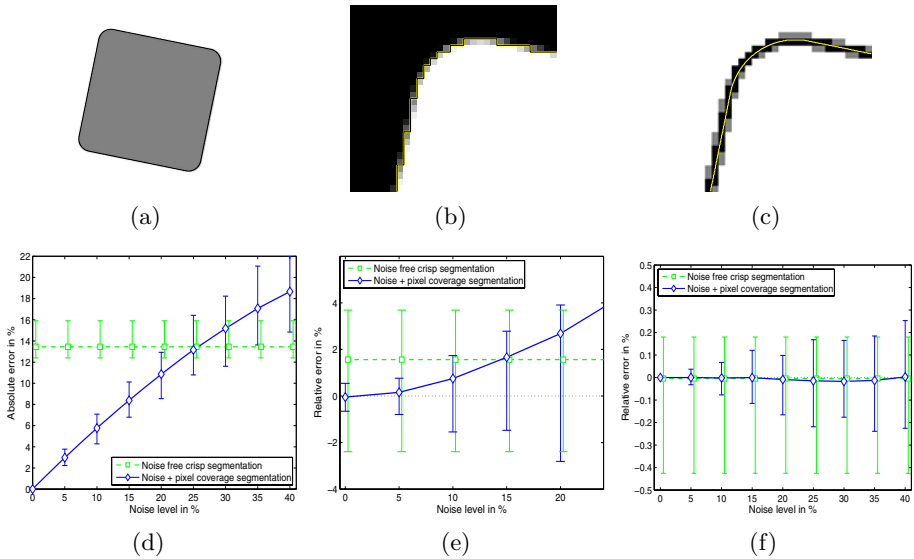 (a)
(b)
(c)
22
20
18
16
14
12
10
8
6
4
2
0
Absolute error in %
Noise free crisp segmentation
Noise + pixel coverage segmentation
0 5 10 15 20 25 30 35 40
Noise level in %
(d)
6
4
2
0
−2
−4
Relative error in %
Noise free crisp segmentation
Noise + pixel coverage segmentation
0 5 10 15 20
Noise level in %
(e)
0.5
0.4
0.3
0.2
0.1
0
−0.1
−0.2
−0.3
−0.4
−0.5
Relative error in %
Noise free crisp segmentation
Noise + pixel coverage segmentation
0 5 10 15 20 25 30 35 40
Noise level in %
(f)